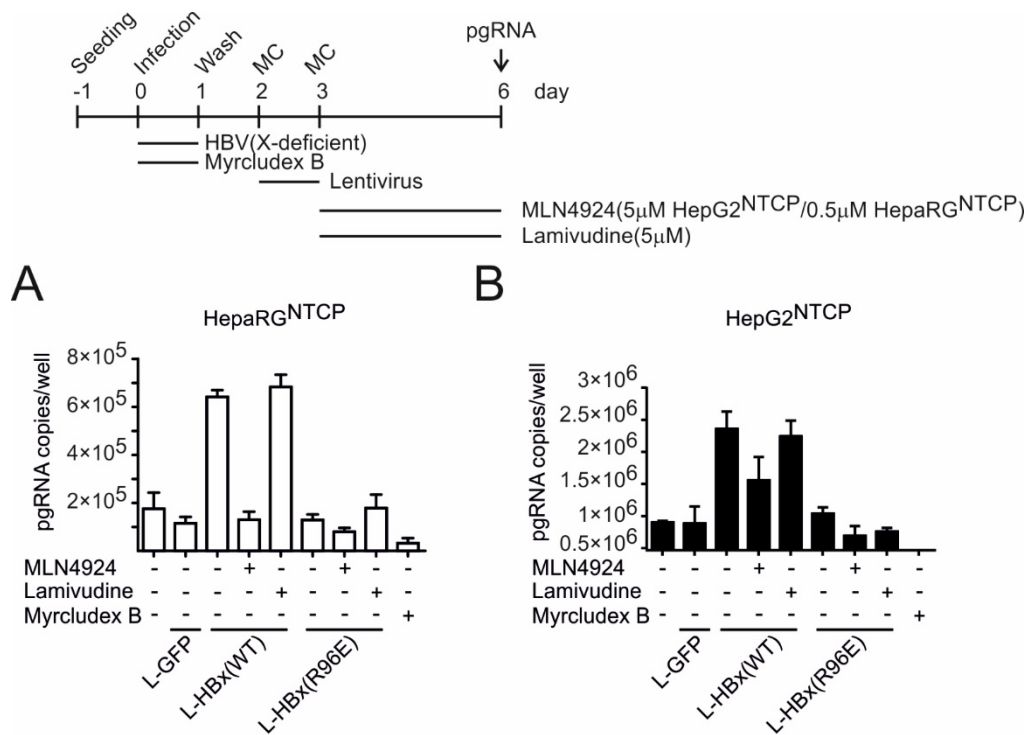 Seeding Infection Wash MC MC pgRNA
-1 0 1 2 3 6 day
HBV(X-deficient)
Myrcludex B
Lentivirus
MLN4924(5μM HepG2NTCP/0.5μM HepaRGNTCP)
Lamivudine(5μM)
A
HepaRGNTCP
pgRNA copies/well
8×10⁵
6×10⁵
4×10⁵
2×10⁵
MLN4924 - - - + - - + - -
Lamivudine - - - - + - - + -
Myrcludex B - - - - - - - - +
L-GFP
L-HBx(WT)
L-HBx(R96E)
B
HepG2NTCP
pgRNA copies/well
3×10⁶
2.5×10⁶
2×10⁶
1.5×10⁶
1×10⁶
0.5×10⁶
- - - + - - + - -
- - - - + - - + -
- - - - - - - - +
L-GFP
L-HBx(WT)
L-HBx(R96E)